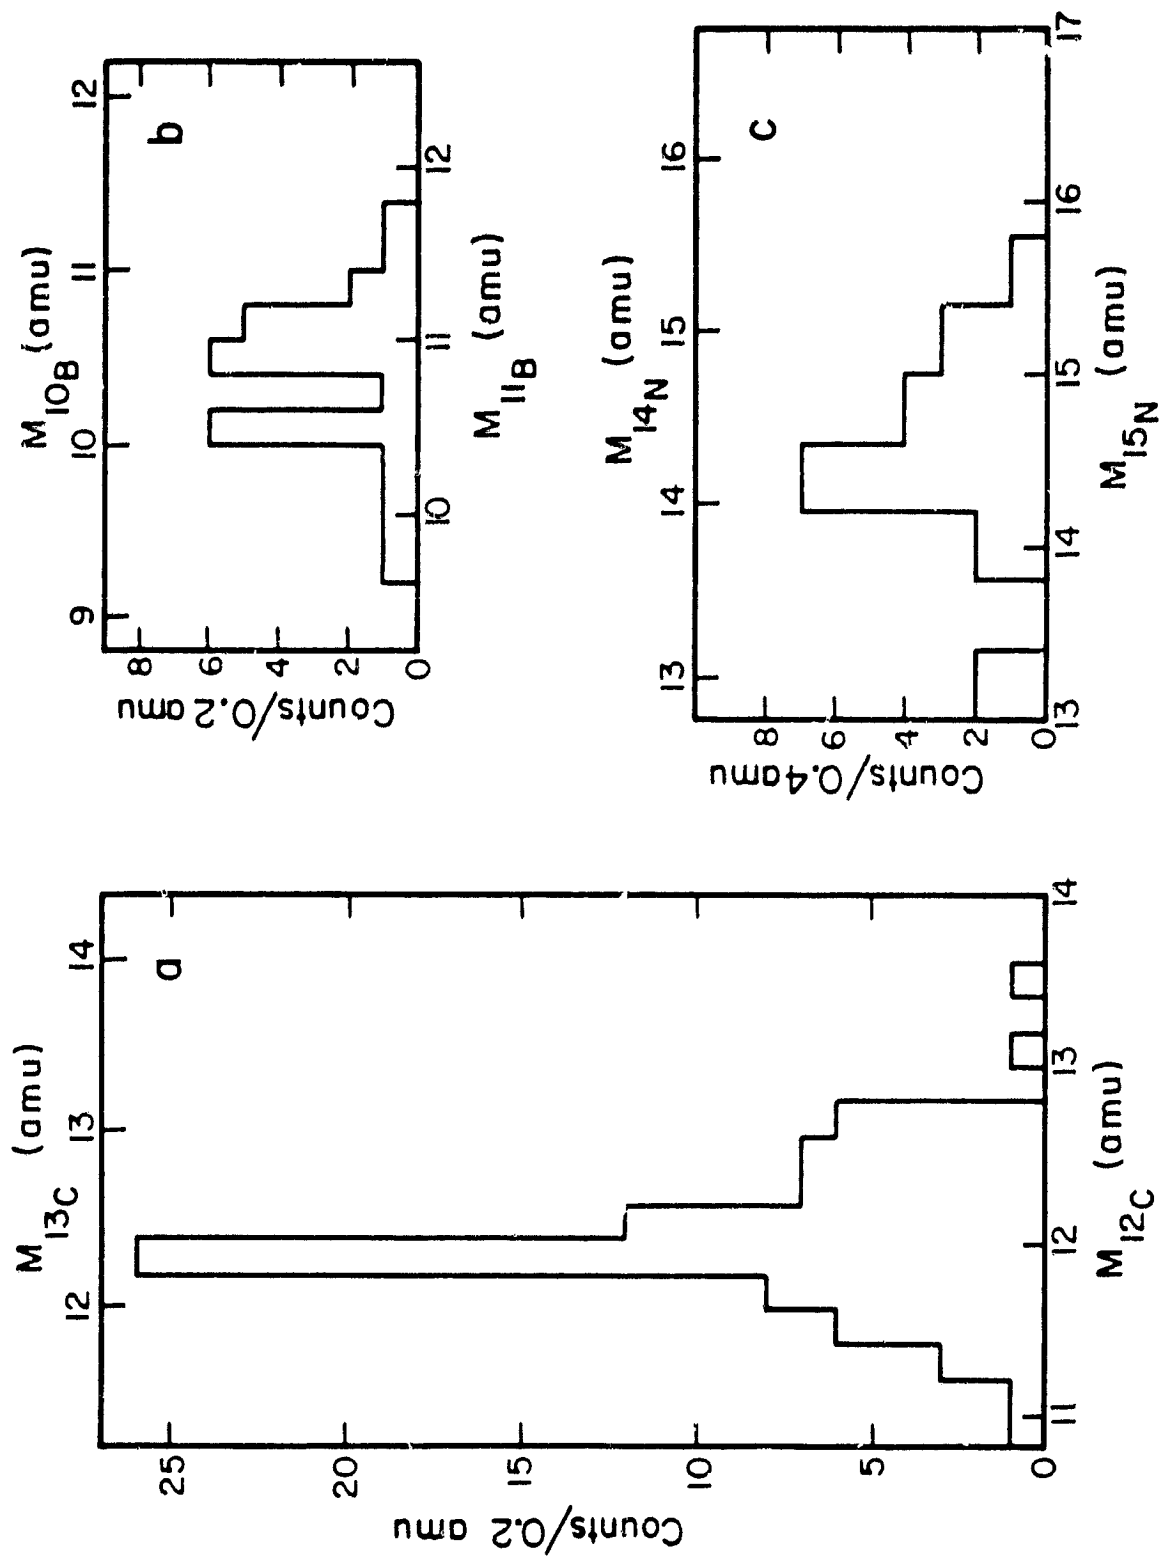 M13C (amu)
12 13 14
a
25
20
15
10
5
0
Counts/0.2 amu
11 12 13 14
M12C (amu)
M10B (amu)
9 10 11 12
b
8
6
4
2
0
Counts/0.2 amu
10 11 12
M11B (amu)
M14N (amu)
13 14 15 16
c
8
6
4
2
0
Counts/0.4 amu
13 14 15 16 17
M15N (amu)